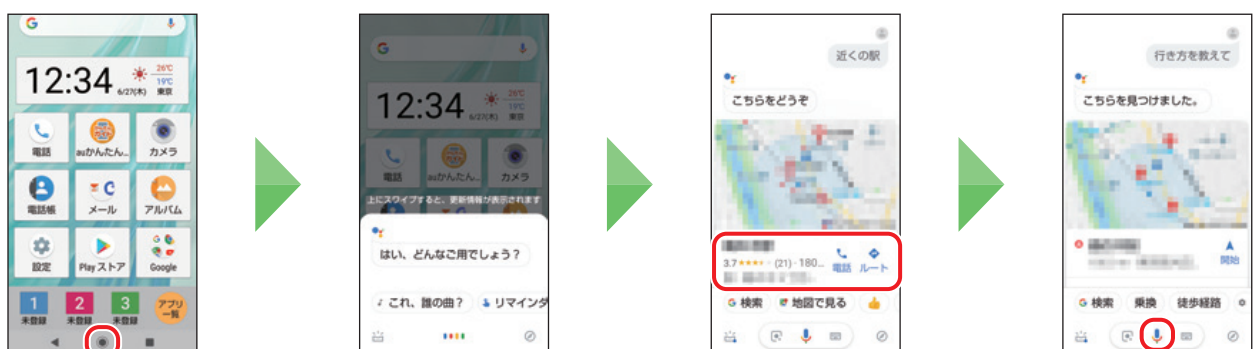 12:34
26℃
19℃
6/27(木) 東京
電話
auかんたん..
カメラ
電話帳
メール
アルバム
設定
Play ストア
Google
1
2
3
未登録
未登録
未登録
アプリ
一覧
12:34
26℃
19℃
6/27(木) 東京
電話
auかんたん..
カメラ
上にスワイプすると、更新情報が表示されます
はい、どんなご用でしょう？
これ、誰の曲？
リマインダ
近くの駅
こちらをどうぞ
3.7 (21)・180...
電話
ルート
検索
地図で見る
行き方を教えて
こちらを見つけました。
開始
検索
乗換
徒歩経路